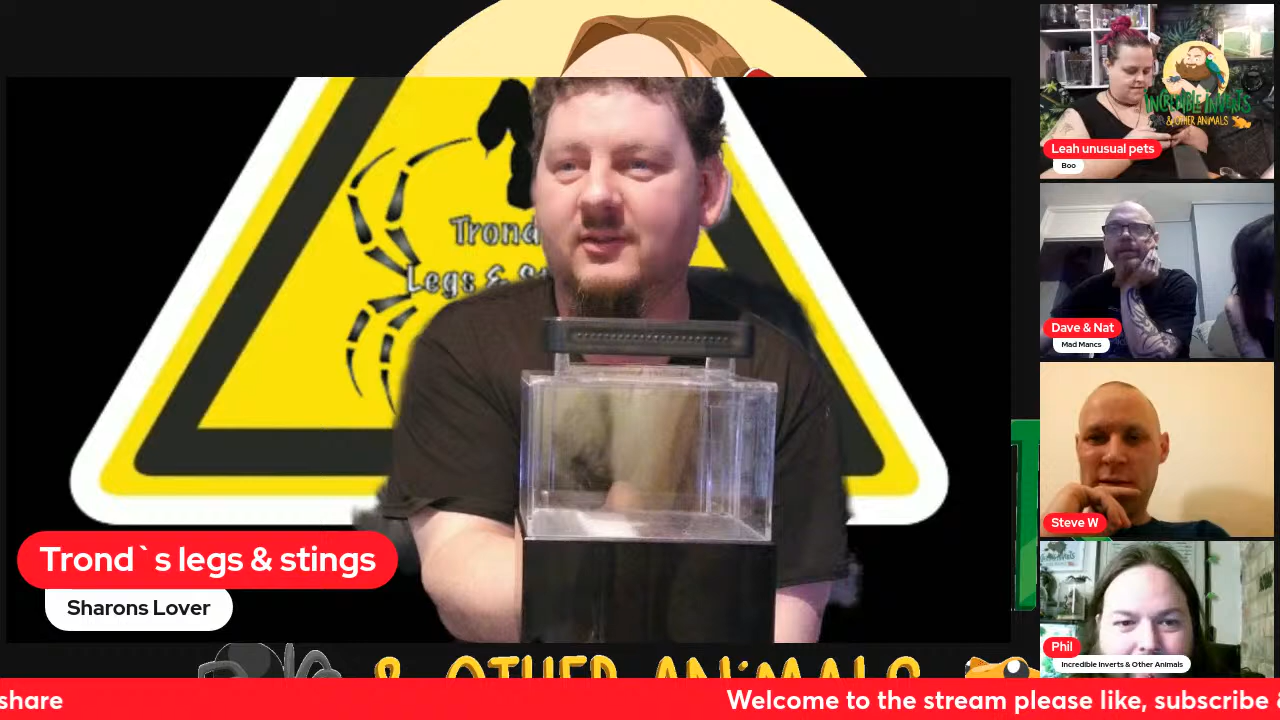 Trond
Legs & St
Trond`s legs & stings
Sharons Lover
& OTHER ANiMALS
share
Welcome to the stream please like, subscribe &
INCREDIBLE INVERTS
& OTHER ANIMALS
Leah unusual pets
Boo
Dave & Nat
Mad Mancs
Steve W
Phil
Incredible Inverts & Other Animals